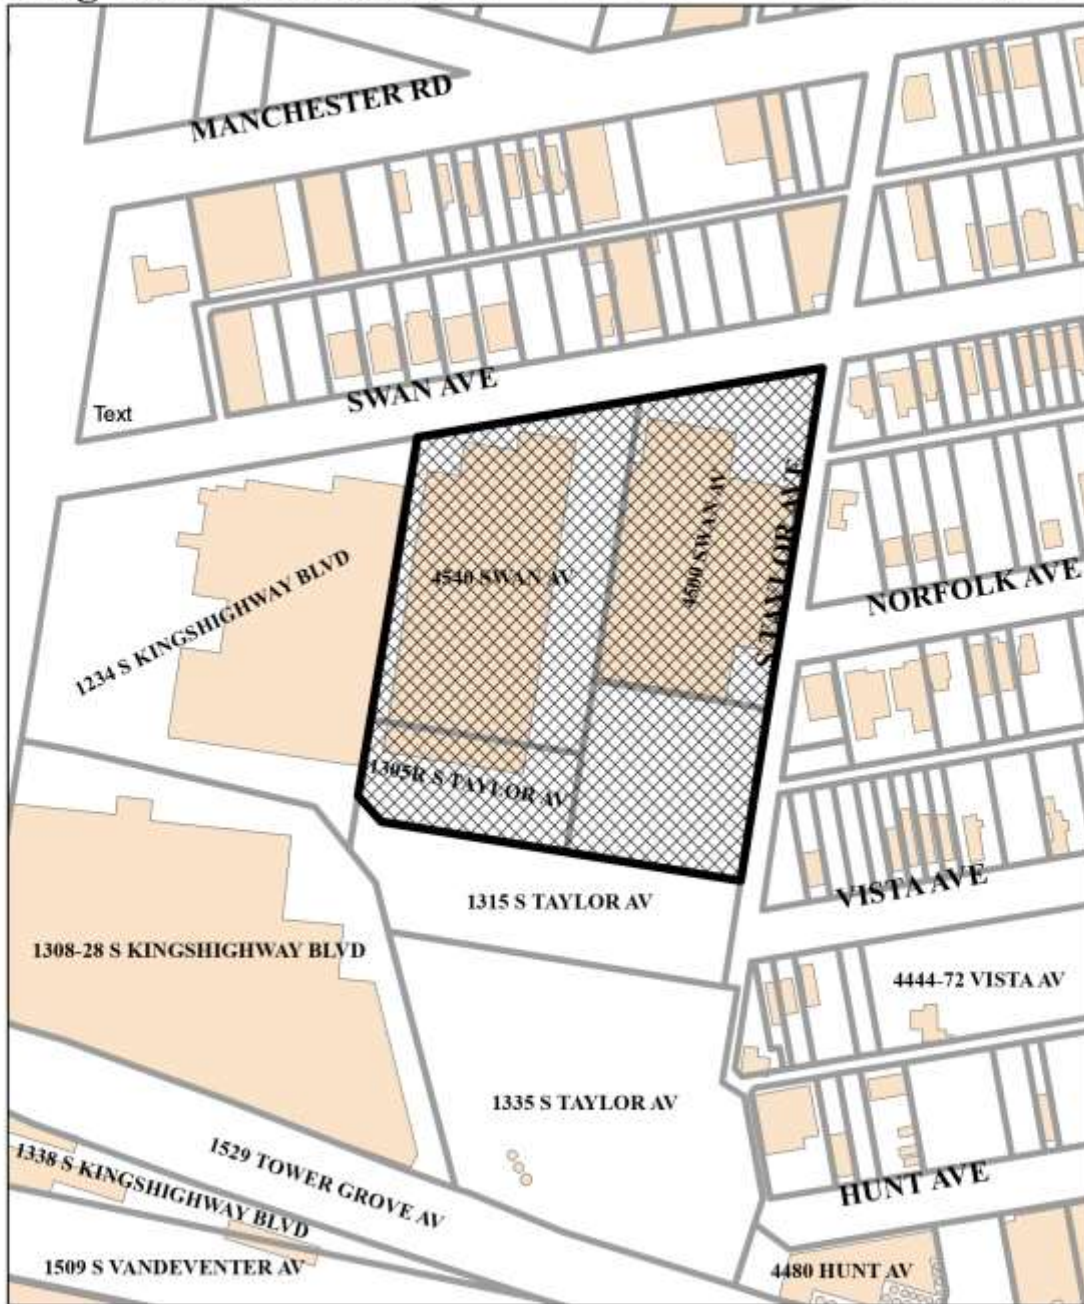 MANCHESTER RD
SWAN AVE
Text
4540 SWAN AV
4500 SWAN AV
S TAYLOR AVE
1234 S KINGSHIGHWAY BLVD
NORFOLK AVE
1305R S TAYLOR AV
VISTA AVE
1315 S TAYLOR AV
1308-28 S KINGSHIGHWAY BLVD
4444-72 VISTA AV
1335 S TAYLOR AV
1529 TOWER GROVE AV
1338 S KINGSHIGHWAY BLVD
HUNT AVE
1509 S VANDEVENTER AV
4480 HUNT AV